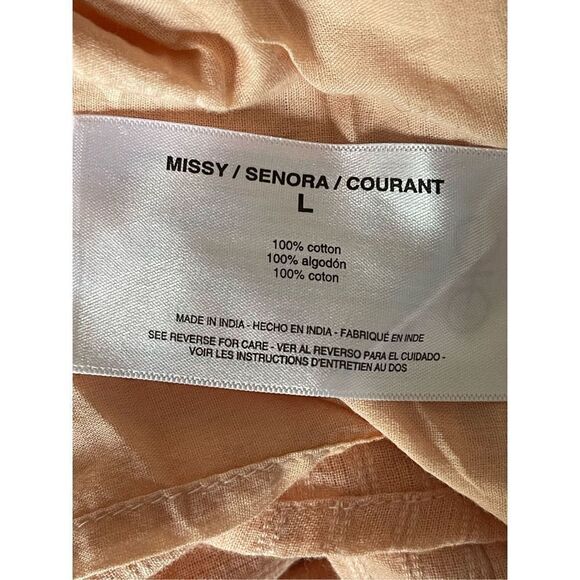 MISSY / SENORA / COURANT
L
100% cotton
100% algodón
100% coton
MADE IN INDIA - HECHO EN INDIA - FABRIQUÉ EN INDE
SEE REVERSE FOR CARE - VER AL REVERSO PARA EL CUIDADO -
VOIR LES INSTRUCTIONS D'ENTRETIEN AU DOS